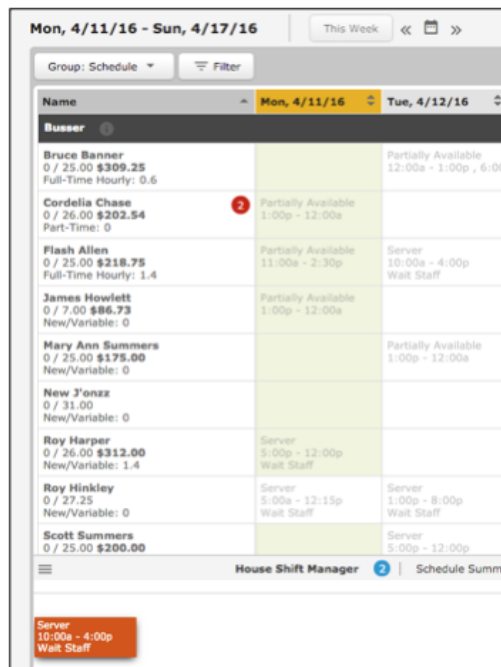 Mon, 4/11/16 - Sun, 4/17/16 This Week « »
Group: Schedule Filter
Name Mon, 4/11/16 Tue, 4/12/16
Busser
Bruce Banner
0 / 25.00 $309.25
Full-Time Hourly: 0.6
Partially Available
12:00a - 1:00p , 6:00
Cordelia Chase
0 / 26.00 $202.54
Part-Time: 0
2
Partially Available
1:00p - 12:00a
Flash Allen
0 / 25.00 $218.75
Full-Time Hourly: 1.4
Partially Available
11:00a - 2:30p
Server
10:00a - 4:00p
Wait Staff
James Howlett
0 / 7.00 $86.73
New/Variable: 0
Partially Available
1:00p - 12:00a
Mary Ann Summers
0 / 25.00 $175.00
New/Variable: 0
Partially Available
1:00p - 12:00a
New J'onzz
0 / 31.00
New/Variable: 0
Roy Harper
0 / 26.00 $312.00
New/Variable: 1.4
Server
5:00p - 12:00p
Wait Staff
Roy Hinkley
0 / 27.25
New/Variable: 0
Server
5:00a - 12:15p
Wait Staff
Server
1:00p - 8:00p
Wait Staff
Scott Summers
0 / 25.00 $200.00
Server
5:00p - 12:00p
House Shift Manager 2 | Schedule Summ
Server
10:00a - 4:00p
Wait Staff